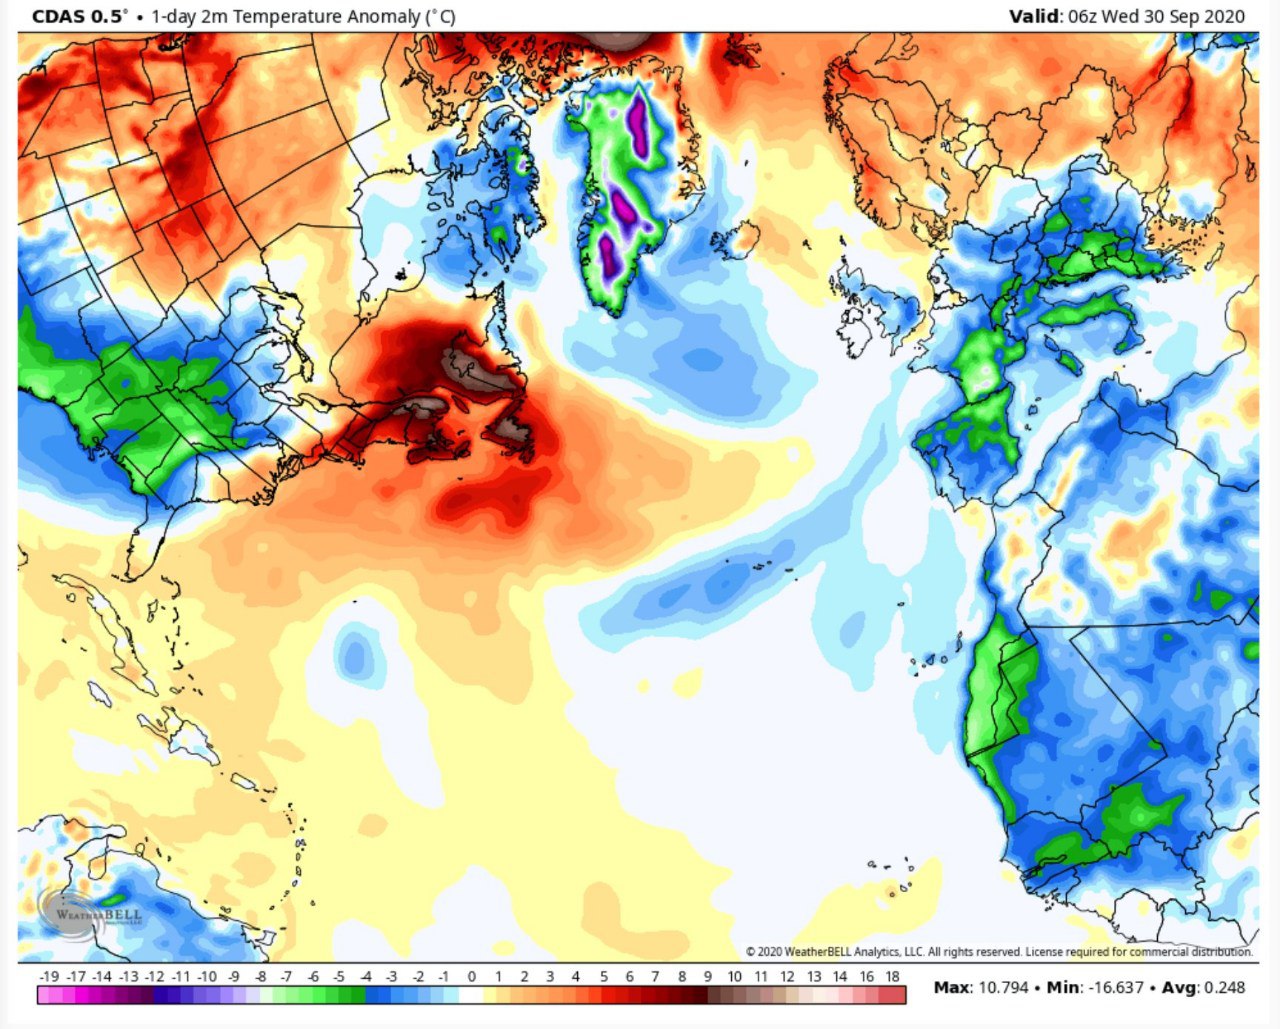 CDAS 0.5° • 1-day 2m Temperature Anomaly (°C)
Valid: 06z Wed 30 Sep 2020
WEATHERBELL
© 2020 WeatherBELL Analytics, LLC. All rights reserved. License required for commercial distribution.
-19 -17 -14 -13 -12 -11 -10 -9 -8 -7 -6 -5 -4 -3 -2 -1 0 1 2 3 4 5 6 7 8 9 10 11 12 13 14 16 18
Max: 10.794 • Min: -16.637 • Avg: 0.248